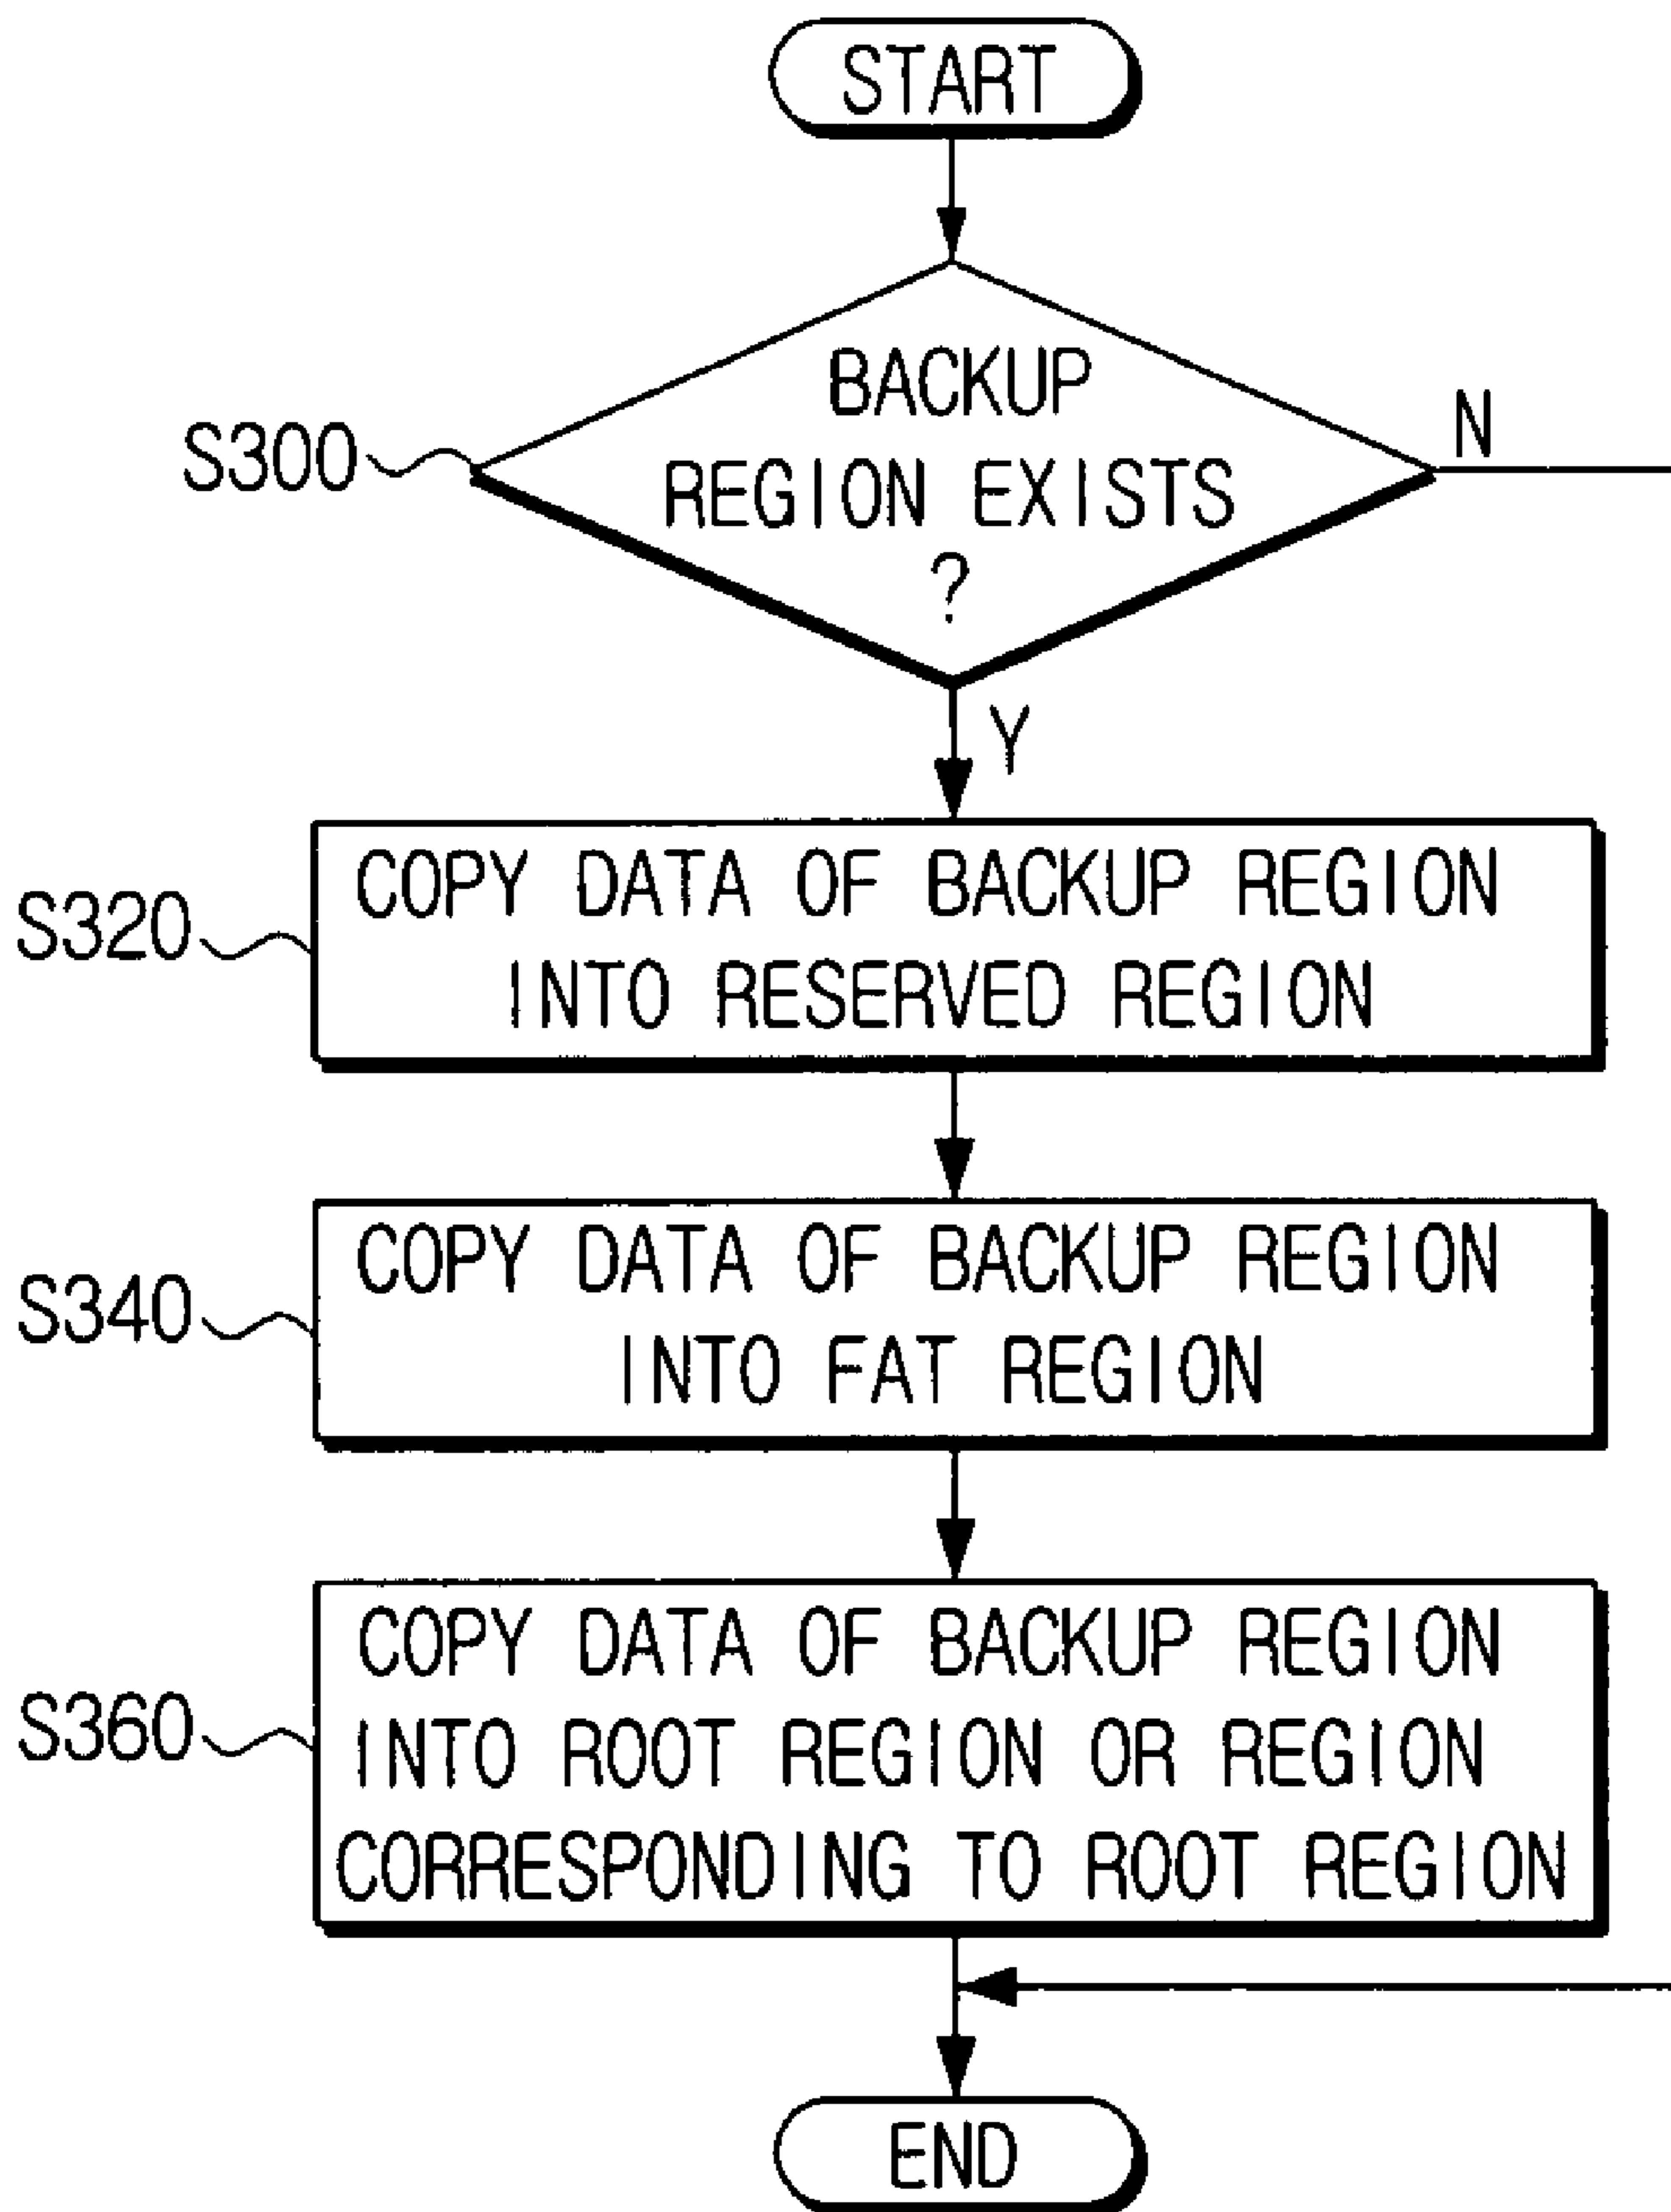 START
BACKUP
REGION EXISTS
?
S300
N
Y
COPY DATA OF BACKUP REGION
INTO RESERVED REGION
S320
COPY DATA OF BACKUP REGION
INTO FAT REGION
S340
COPY DATA OF BACKUP REGION
INTO ROOT REGION OR REGION
CORRESPONDING TO ROOT REGION
S360
END